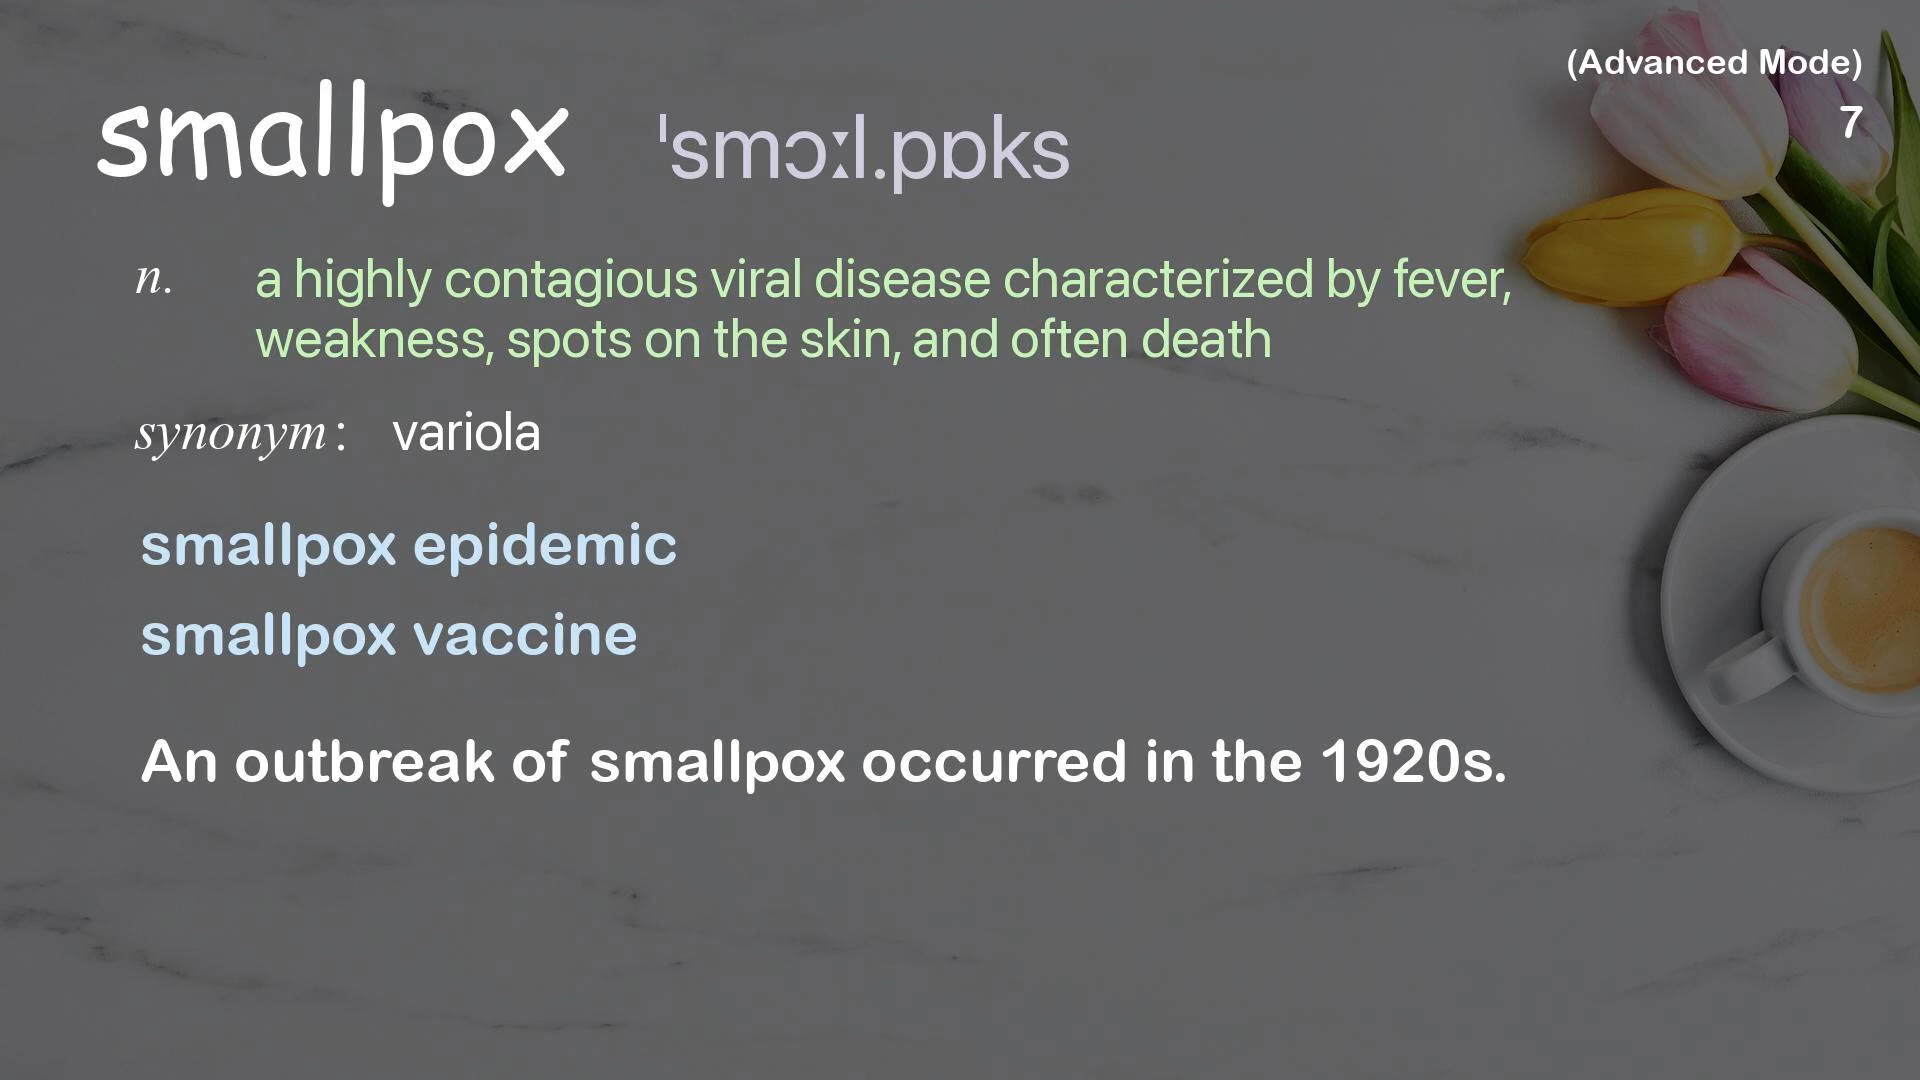 (Advanced Mode)
7
smallpox ˈsmɔːl.pɒks
n. a highly contagious viral disease characterized by fever,
weakness, spots on the skin, and often death
synonym: variola
smallpox epidemic
smallpox vaccine
An outbreak of smallpox occurred in the 1920s.